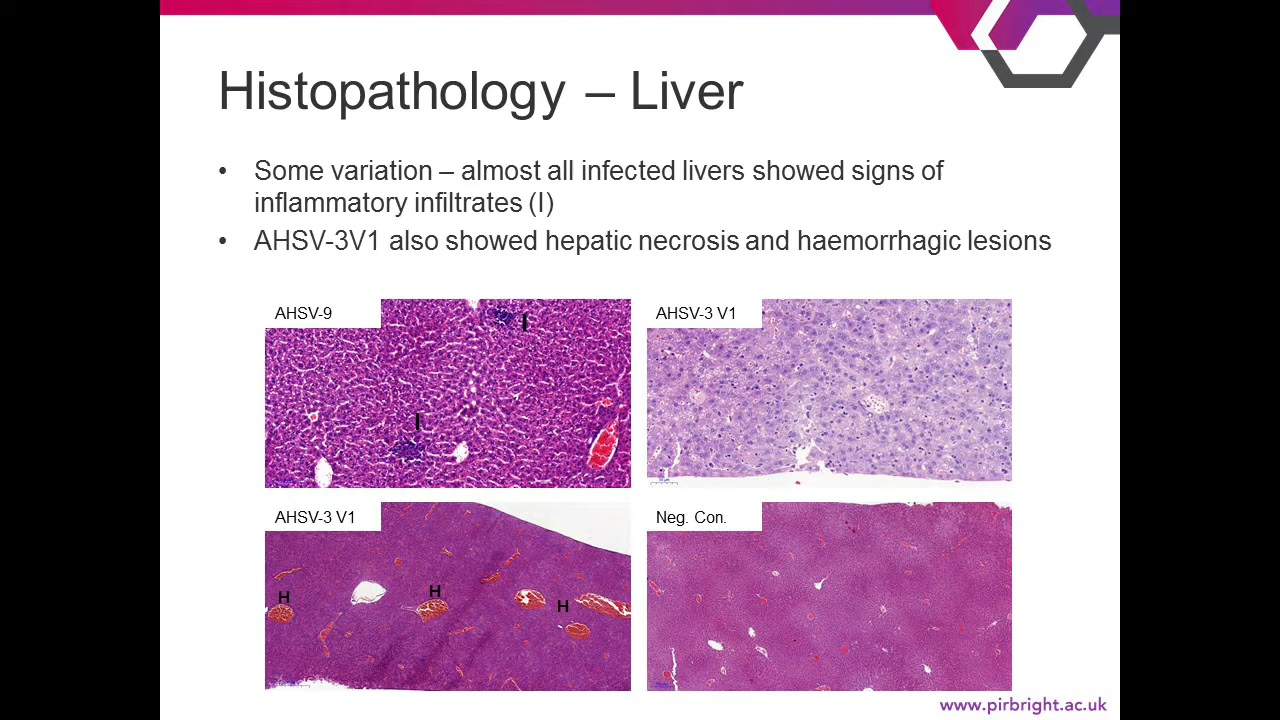 Histopathology – Liver
• Some variation – almost all infected livers showed signs of
inflammatory infiltrates (I)
• AHSV-3V1 also showed hepatic necrosis and haemorrhagic lesions
AHSV-9
I
I
AHSV-3 V1
AHSV-3 V1
H
H
H
Neg. Con.
www.pirbright.ac.uk